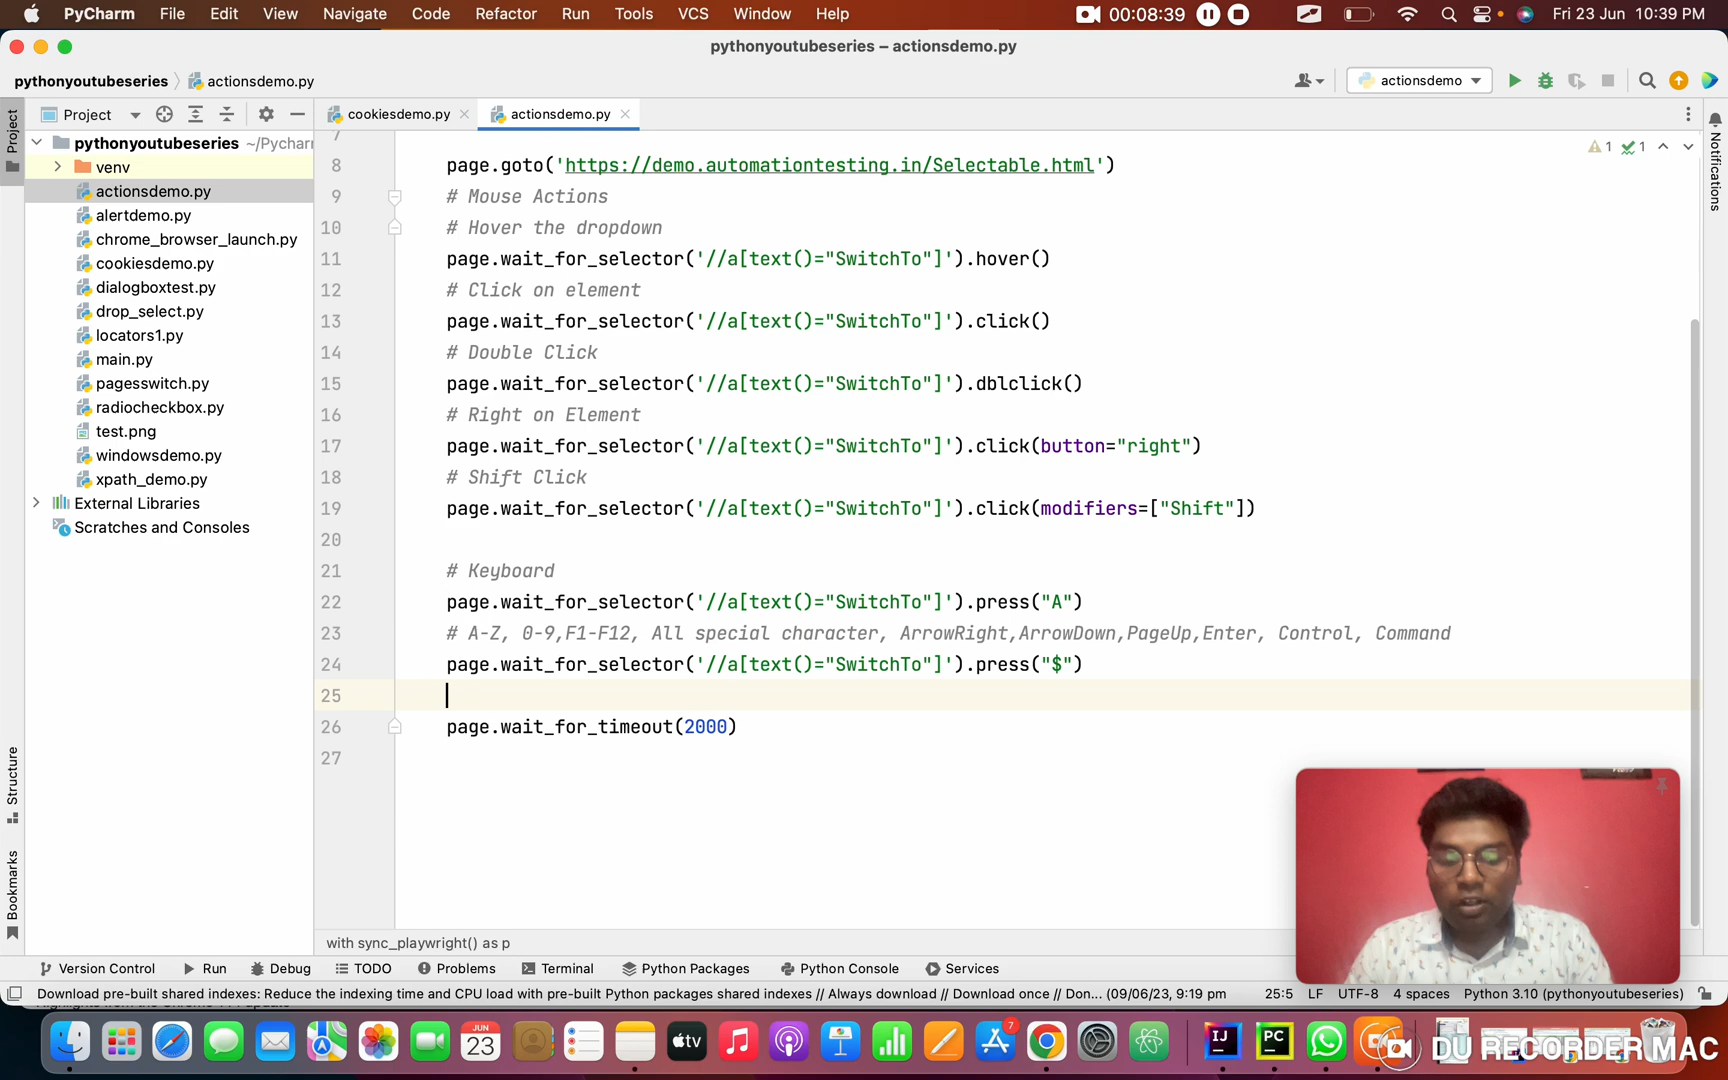 PyCharm File Edit View Navigate Code Refactor Run Tools VCS Window Help 00:08:39 Fri 23 Jun 10:39 PM
pythonyoutubeseries – actionsdemo.py
pythonyoutubeseries actionsdemo.py actionsdemo
Project
Project cookiesdemo.py actionsdemo.py
Notifications
pythonyoutubeseries ~/Pycharm
venv
actionsdemo.py
alertdemo.py
chrome_browser_launch.py
cookiesdemo.py
dialogboxtest.py
drop_select.py
locators1.py
main.py
pagesswitch.py
radiocheckbox.py
test.png
windowsdemo.py
xpath_demo.py
External Libraries
Scratches and Consoles
1 1
7
8 page.goto('https://demo.automationtesting.in/Selectable.html')
9 # Mouse Actions
10 # Hover the dropdown
11 page.wait_for_selector('//a[text()="SwitchTo"]').hover()
12 # Click on element
13 page.wait_for_selector('//a[text()="SwitchTo"]').click()
14 # Double Click
15 page.wait_for_selector('//a[text()="SwitchTo"]').dblclick()
16 # Right on Element
17 page.wait_for_selector('//a[text()="SwitchTo"]').click(button="right")
18 # Shift Click
19 page.wait_for_selector('//a[text()="SwitchTo"]').click(modifiers=["Shift"])
20
21 # Keyboard
22 page.wait_for_selector('//a[text()="SwitchTo"]').press("A")
23 # A-Z, 0-9,F1-F12, All special character, ArrowRight,ArrowDown,PageUp,Enter, Control, Command
24 page.wait_for_selector('//a[text()="SwitchTo"]').press("$")
25
26 page.wait_for_timeout(2000)
27
Structure
Bookmarks
with sync_playwright() as p
Version Control Run Debug TODO Problems Terminal Python Packages Python Console Services
Download pre-built shared indexes: Reduce the indexing time and CPU load with pre-built Python packages shared indexes // Always download // Download once // Don... (09/06/23, 9:19 pm 25:5 LF UTF-8 4 spaces Python 3.10 (pythonyoutubeseries)
JUN
23
tv
7
IJ
PC
DU RECORDER MAC